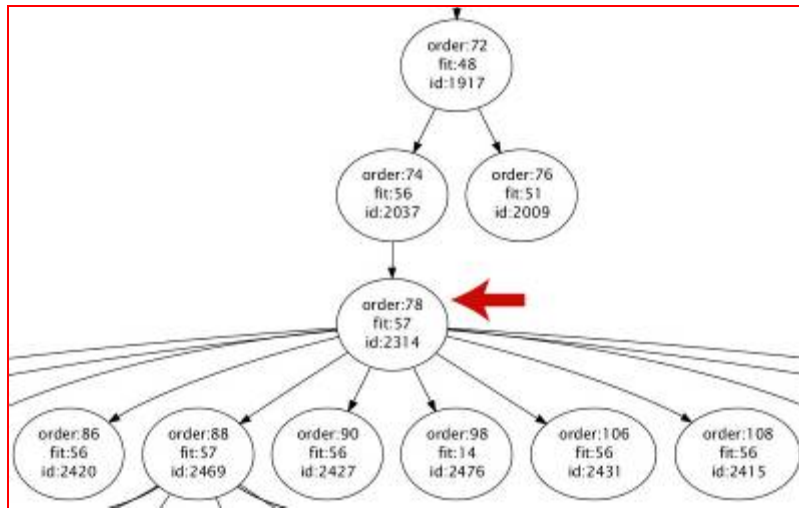 order:72
fit:48
id:1917
order:74
fit:56
id:2037
order:76
fit:51
id:2009
order:78
fit:57
id:2314
order:86
fit:56
id:2420
order:88
fit:57
id:2469
order:90
fit:56
id:2427
order:98
fit:14
id:2476
order:106
fit:56
id:2431
order:108
fit:56
id:2415